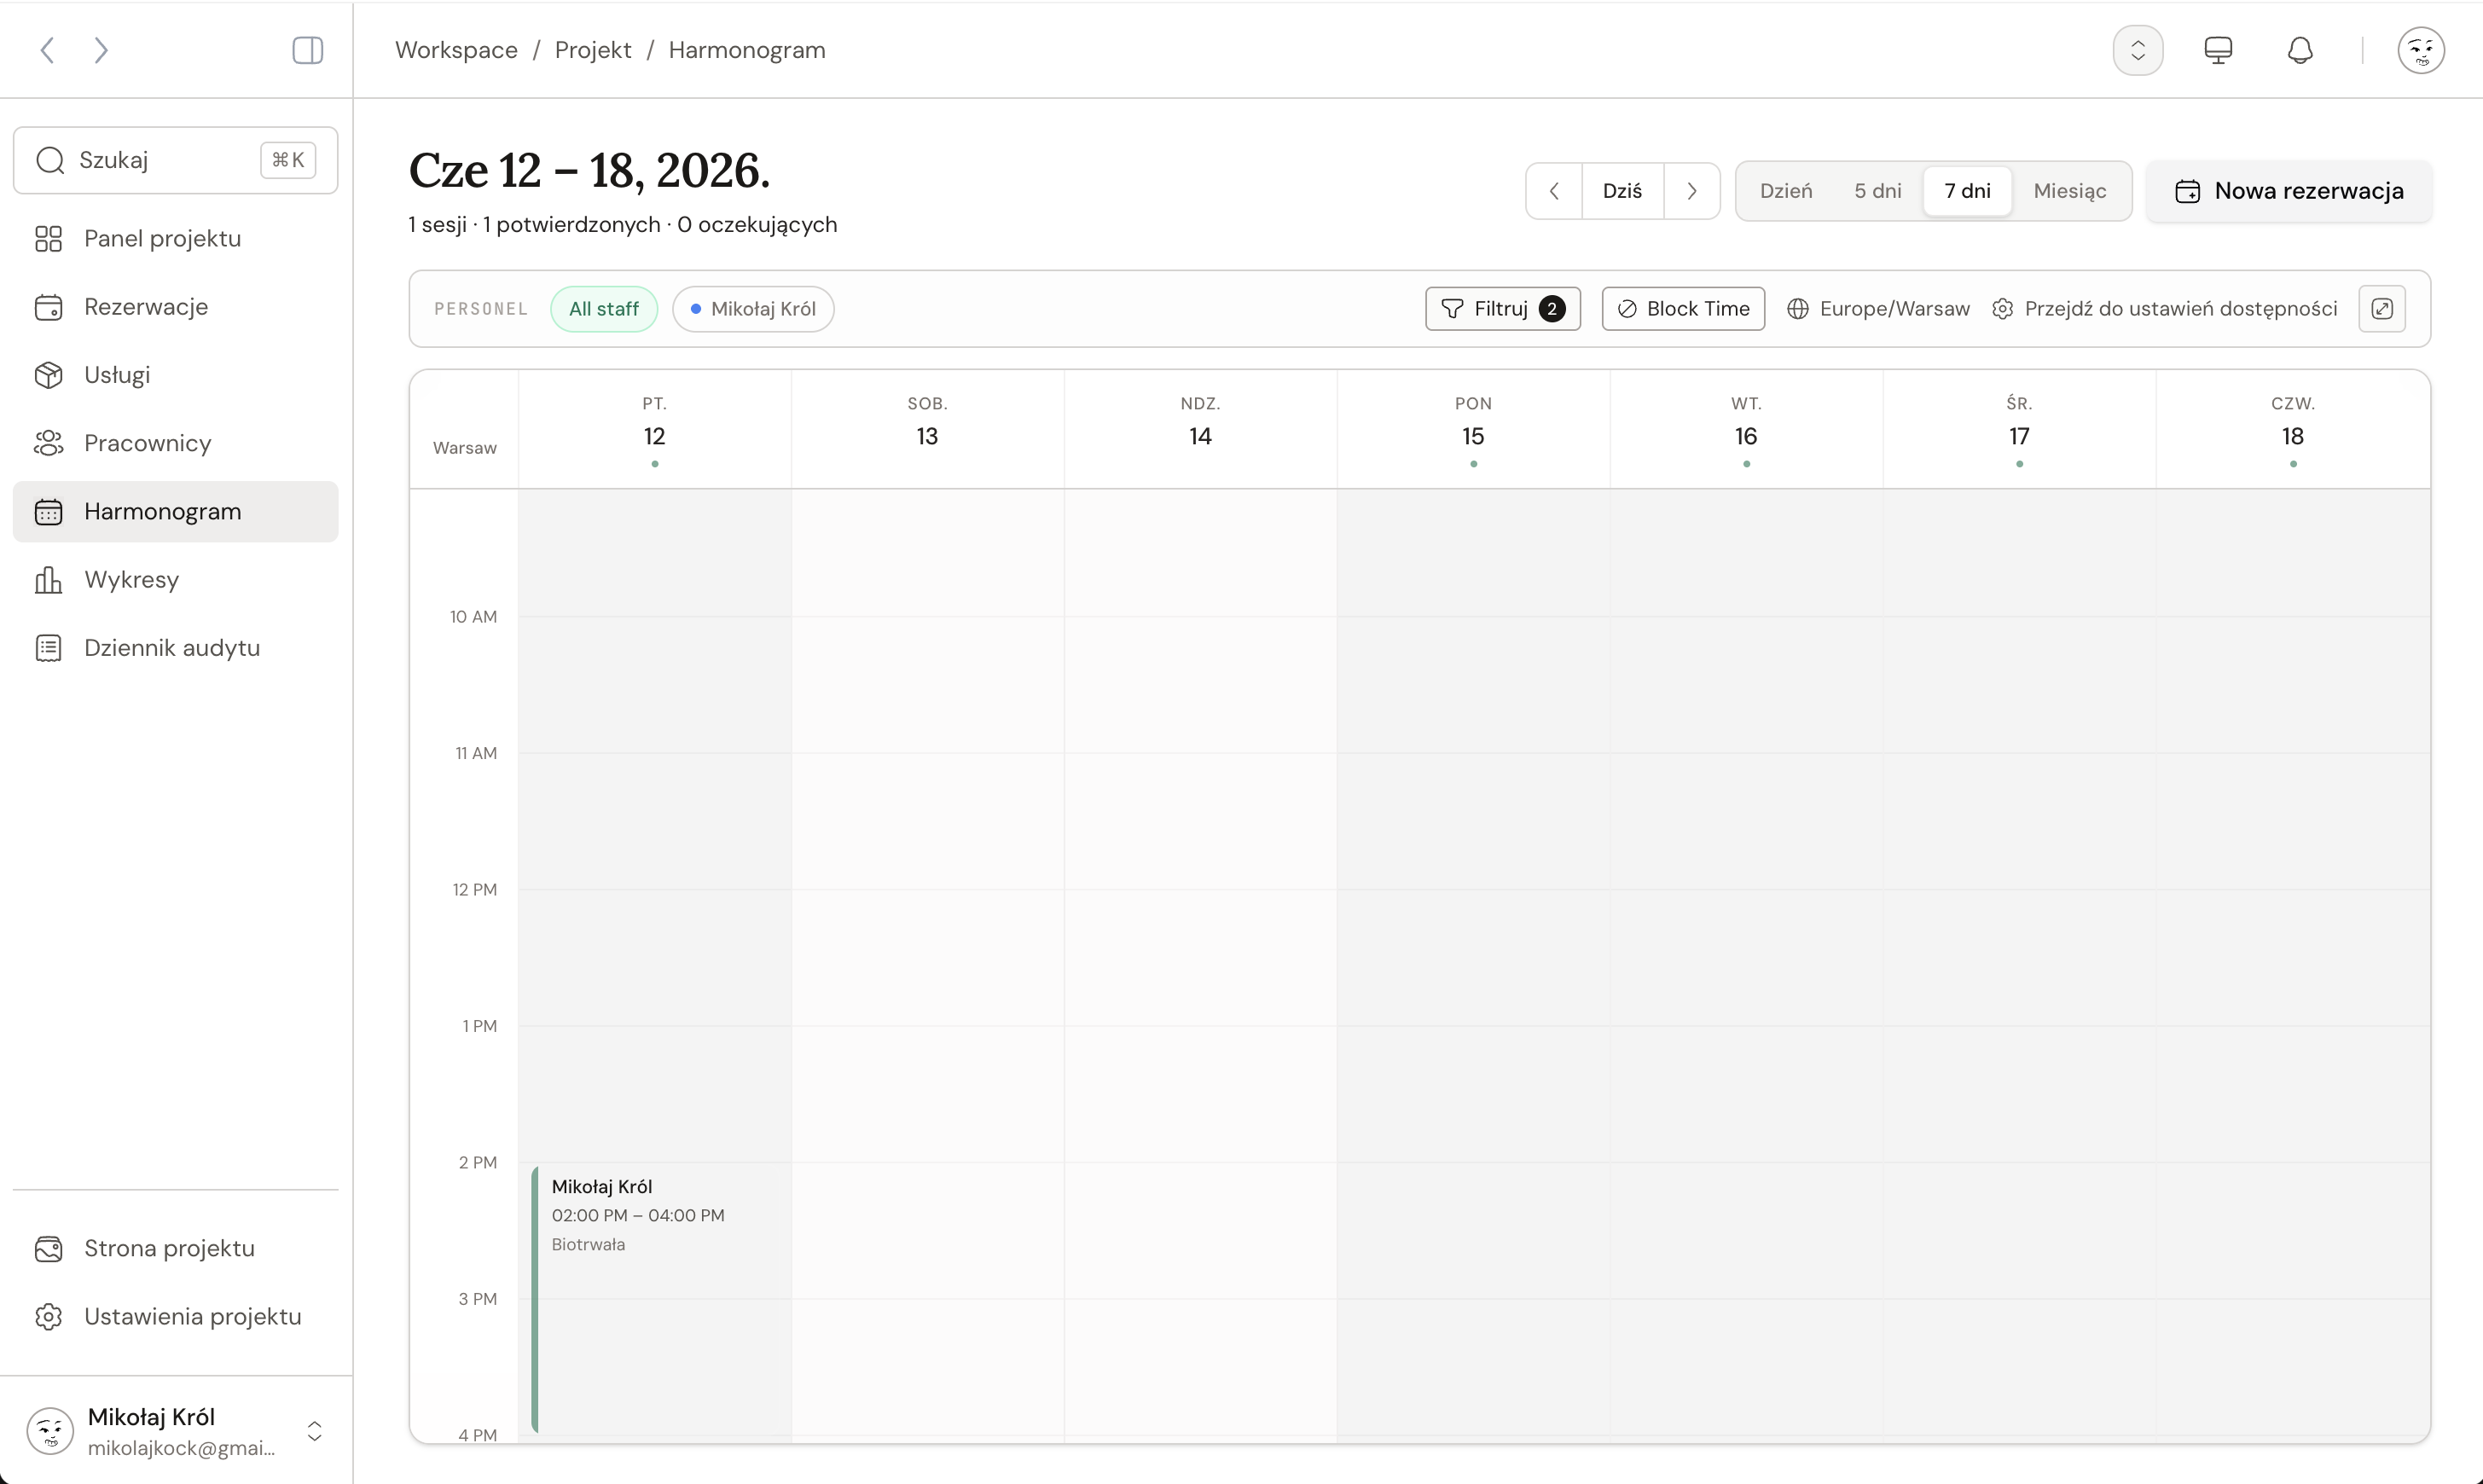 Workspace / Projekt / Harmonogram
Szukaj ⌘K
Panel projektu
Rezerwacje
Usługi
Pracownicy
Harmonogram
Wykresy
Dziennik audytu
Strona projektu
Ustawienia projektu
Mikołaj Król
mikolajkock@gmai...
Cze 12 – 18, 2026.
1 sesji · 1 potwierdzonych · 0 oczekujących
Dziś
Dzień 5 dni 7 dni Miesiąc
Nowa rezerwacja
PERSONEL All staff Mikołaj Król
Filtruj 2 Block Time Europe/Warsaw Przejdź do ustawień dostępności
Warsaw
PT. SOB. NDZ. PON WT. ŚR. CZW.
12 13 14 15 16 17 18
10 AM
11 AM
12 PM
1 PM
2 PM
Mikołaj Król
02:00 PM – 04:00 PM
Biotrwała
3 PM
4 PM